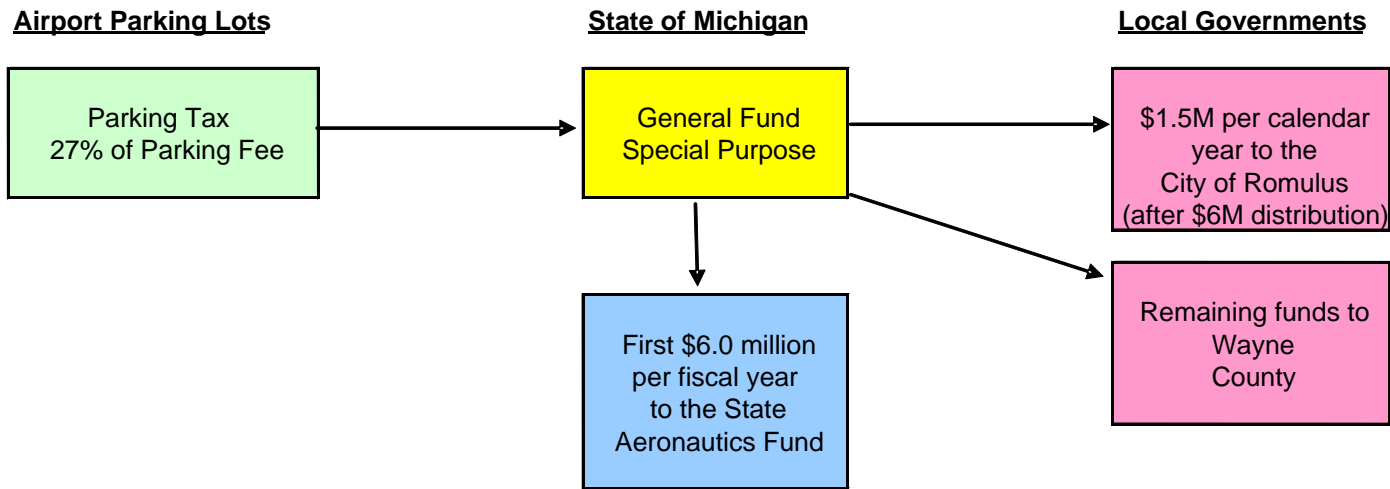 Airport Parking Lots
State of Michigan
Local Governments
Parking Tax
27% of Parking Fee
General Fund
Special Purpose
$1.5M per calendar
year to the
City of Romulus
(after $6M distribution)
First $6.0 million
per fiscal year
to the State
Aeronautics Fund
Remaining funds to
Wayne
County